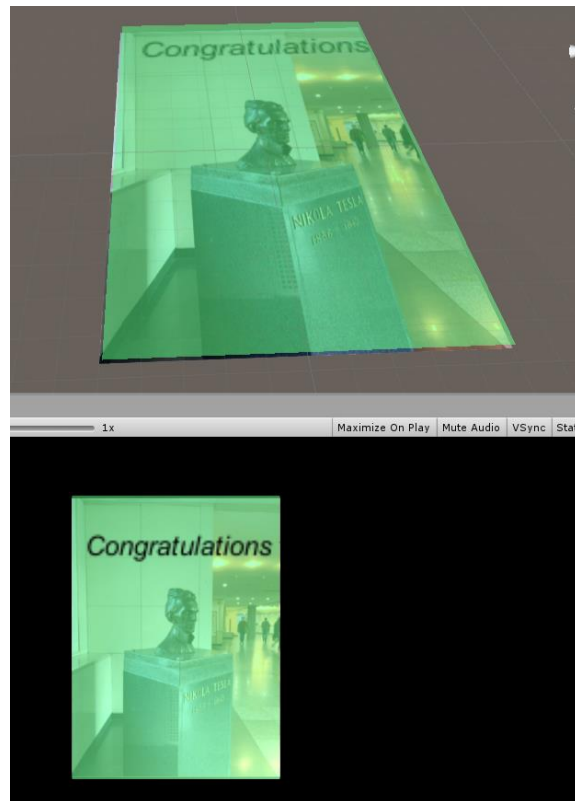 Congratulations
NIKOLA TESLA
1x
Maximize On Play
Mute Audio
VSync
Congratulations
NIKOLA TESLA